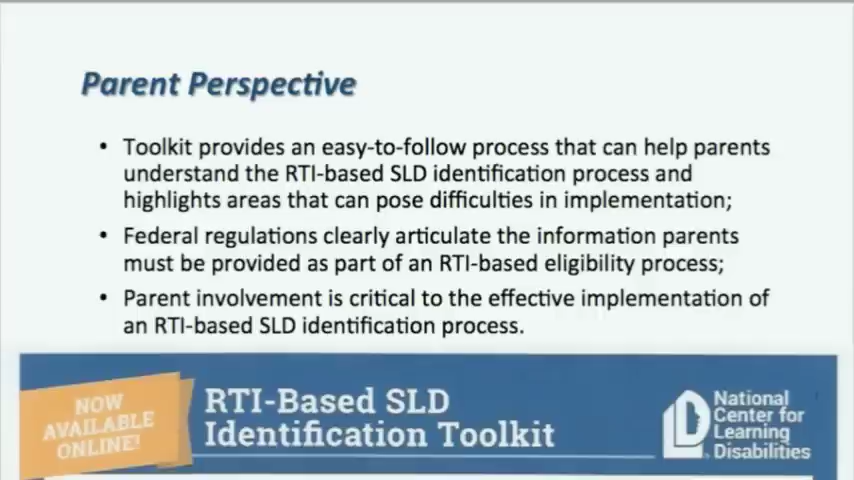 Parent Perspective
• Toolkit provides an easy-to-follow process that can help parents
understand the RTI-based SLD identification process and
highlights areas that can pose difficulties in implementation;
• Federal regulations clearly articulate the information parents
must be provided as part of an RTI-based eligibility process;
• Parent involvement is critical to the effective implementation of
an RTI-based SLD identification process.
NOW
AVAILABLE
ONLINE!
RTI-Based SLD
Identification Toolkit
LD
National
Center for
Learning
Disabilities